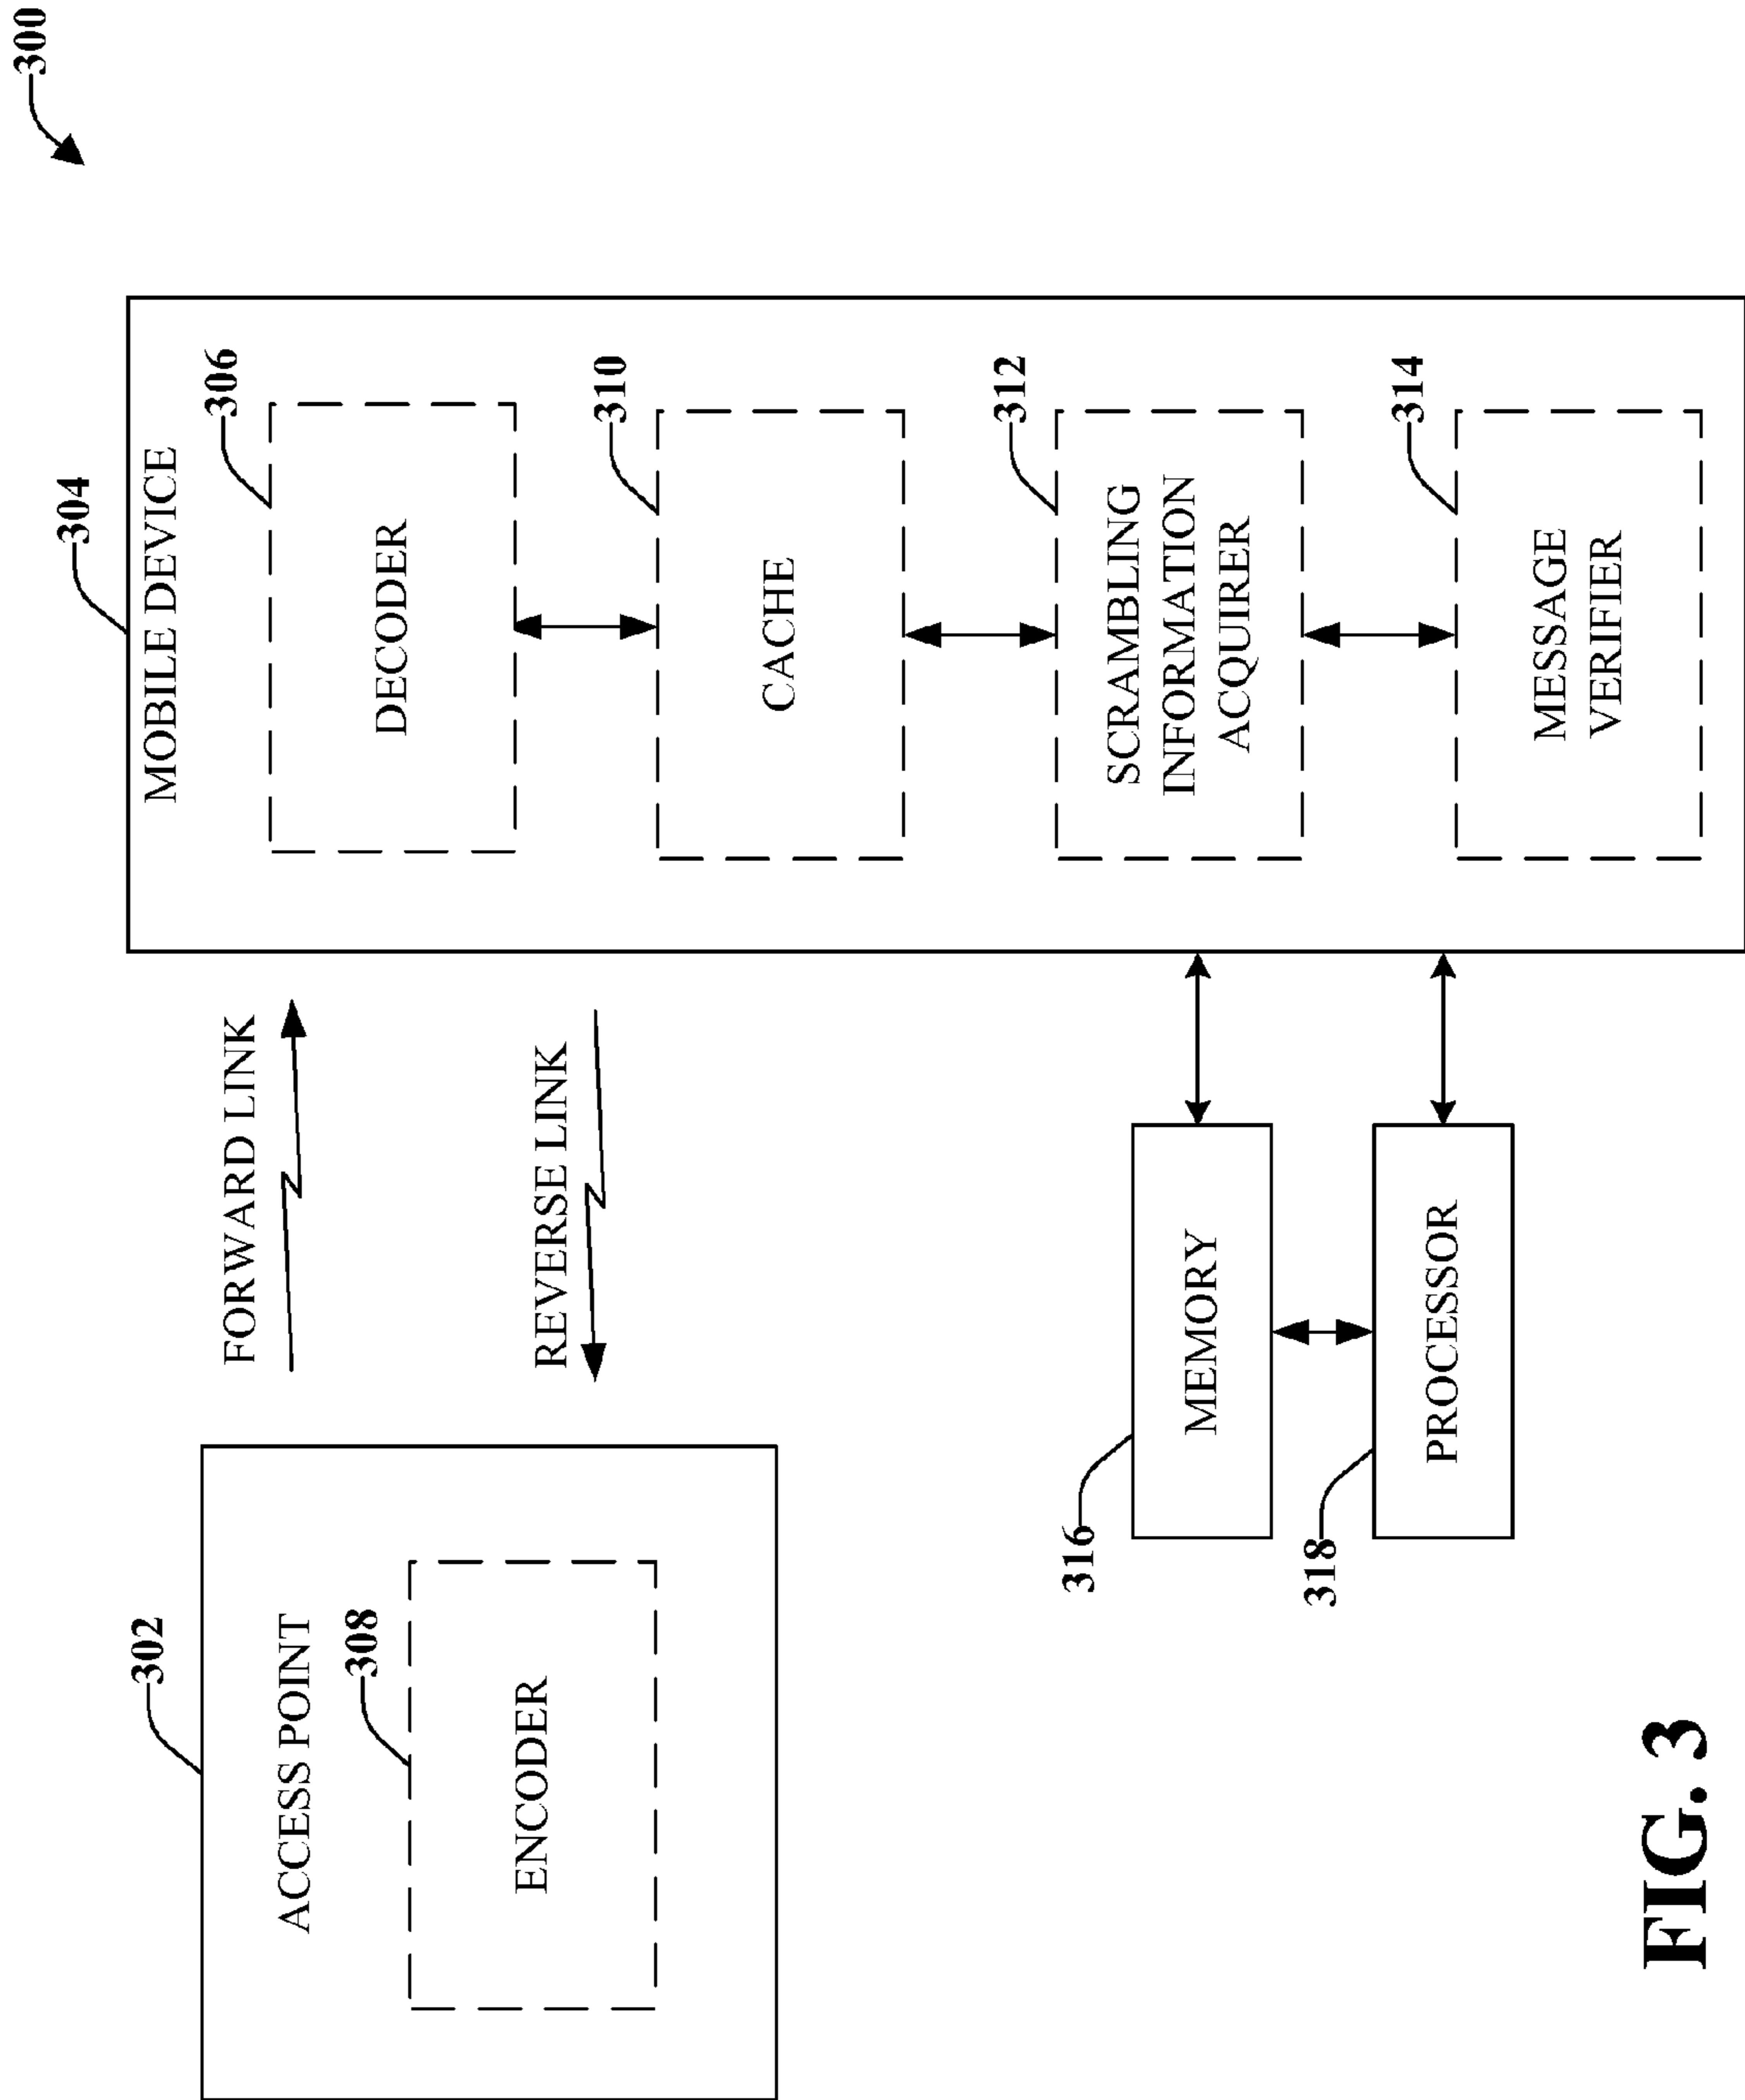 300
304
MOBILE DEVICE
302
306
FORWARD LINK
ACCESS POINT
308
DECODER
REVERSE LINK
310
ENCODER
CACHE
312
SCRAMBLING
INFORMATION
ACQUIRER
316
MEMORY
314
318
PROCESSOR
MESSAGE
VERIFIER
FIG. 3